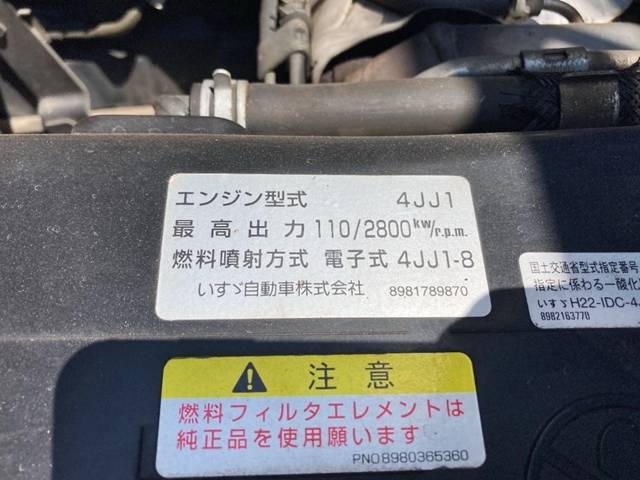 エンジン型式 4JJ1
最高出力 110/2800kw/r.p.m.
燃料噴射方式 電子式 4JJ1-8
いすゞ自動車株式会社 8981789870
国土交通省型式指定番号
指定に係わる一酸化
いすゞH22-IDC-4
8982163770
注意
燃料フィルタエレメントは
純正品を使用願います
PNO8980365360